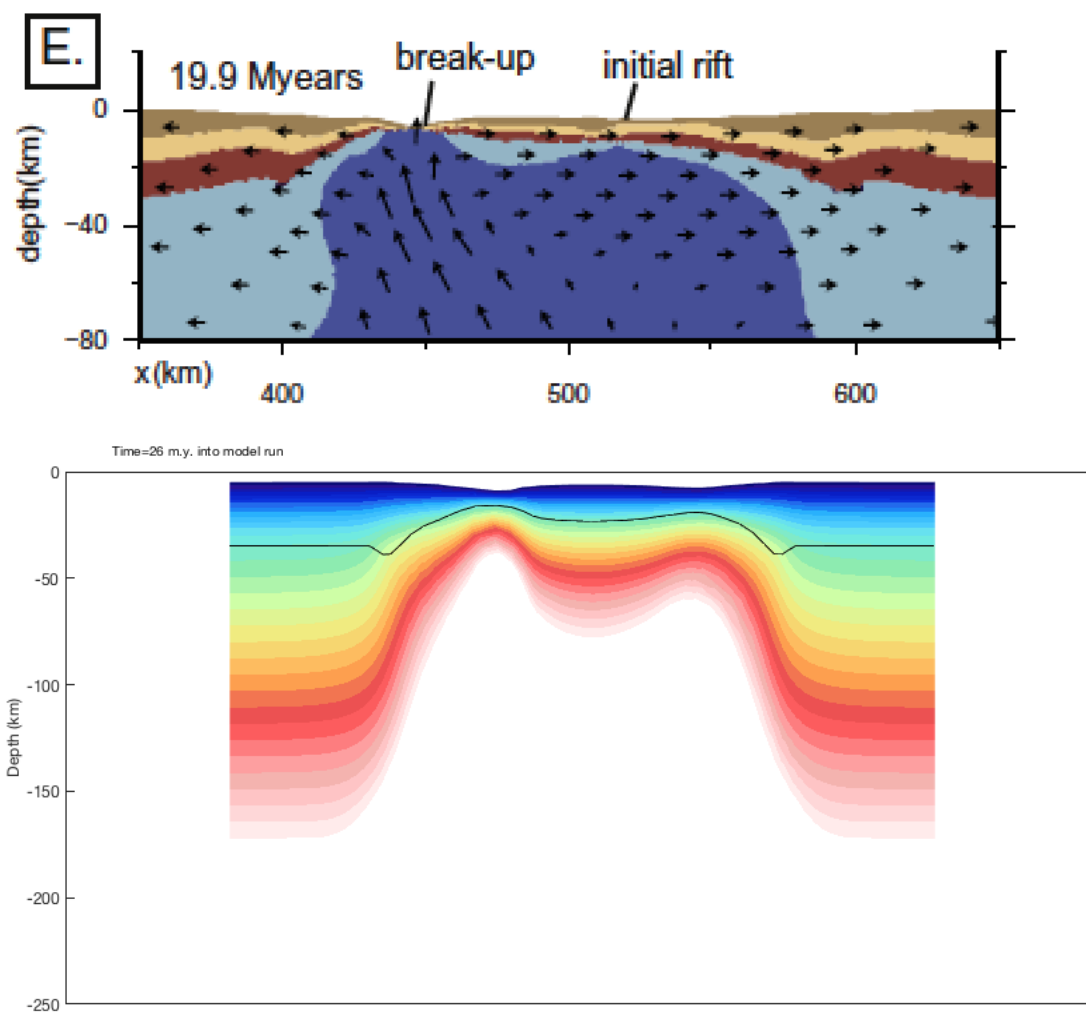 E.
break-up
19.9 Myears
initial rift
0
−40
−80
depth(km)
x(km)
400
500
600
Time=26 m.y. into model run
0
-50
-100
-150
-200
-250
Depth (km)